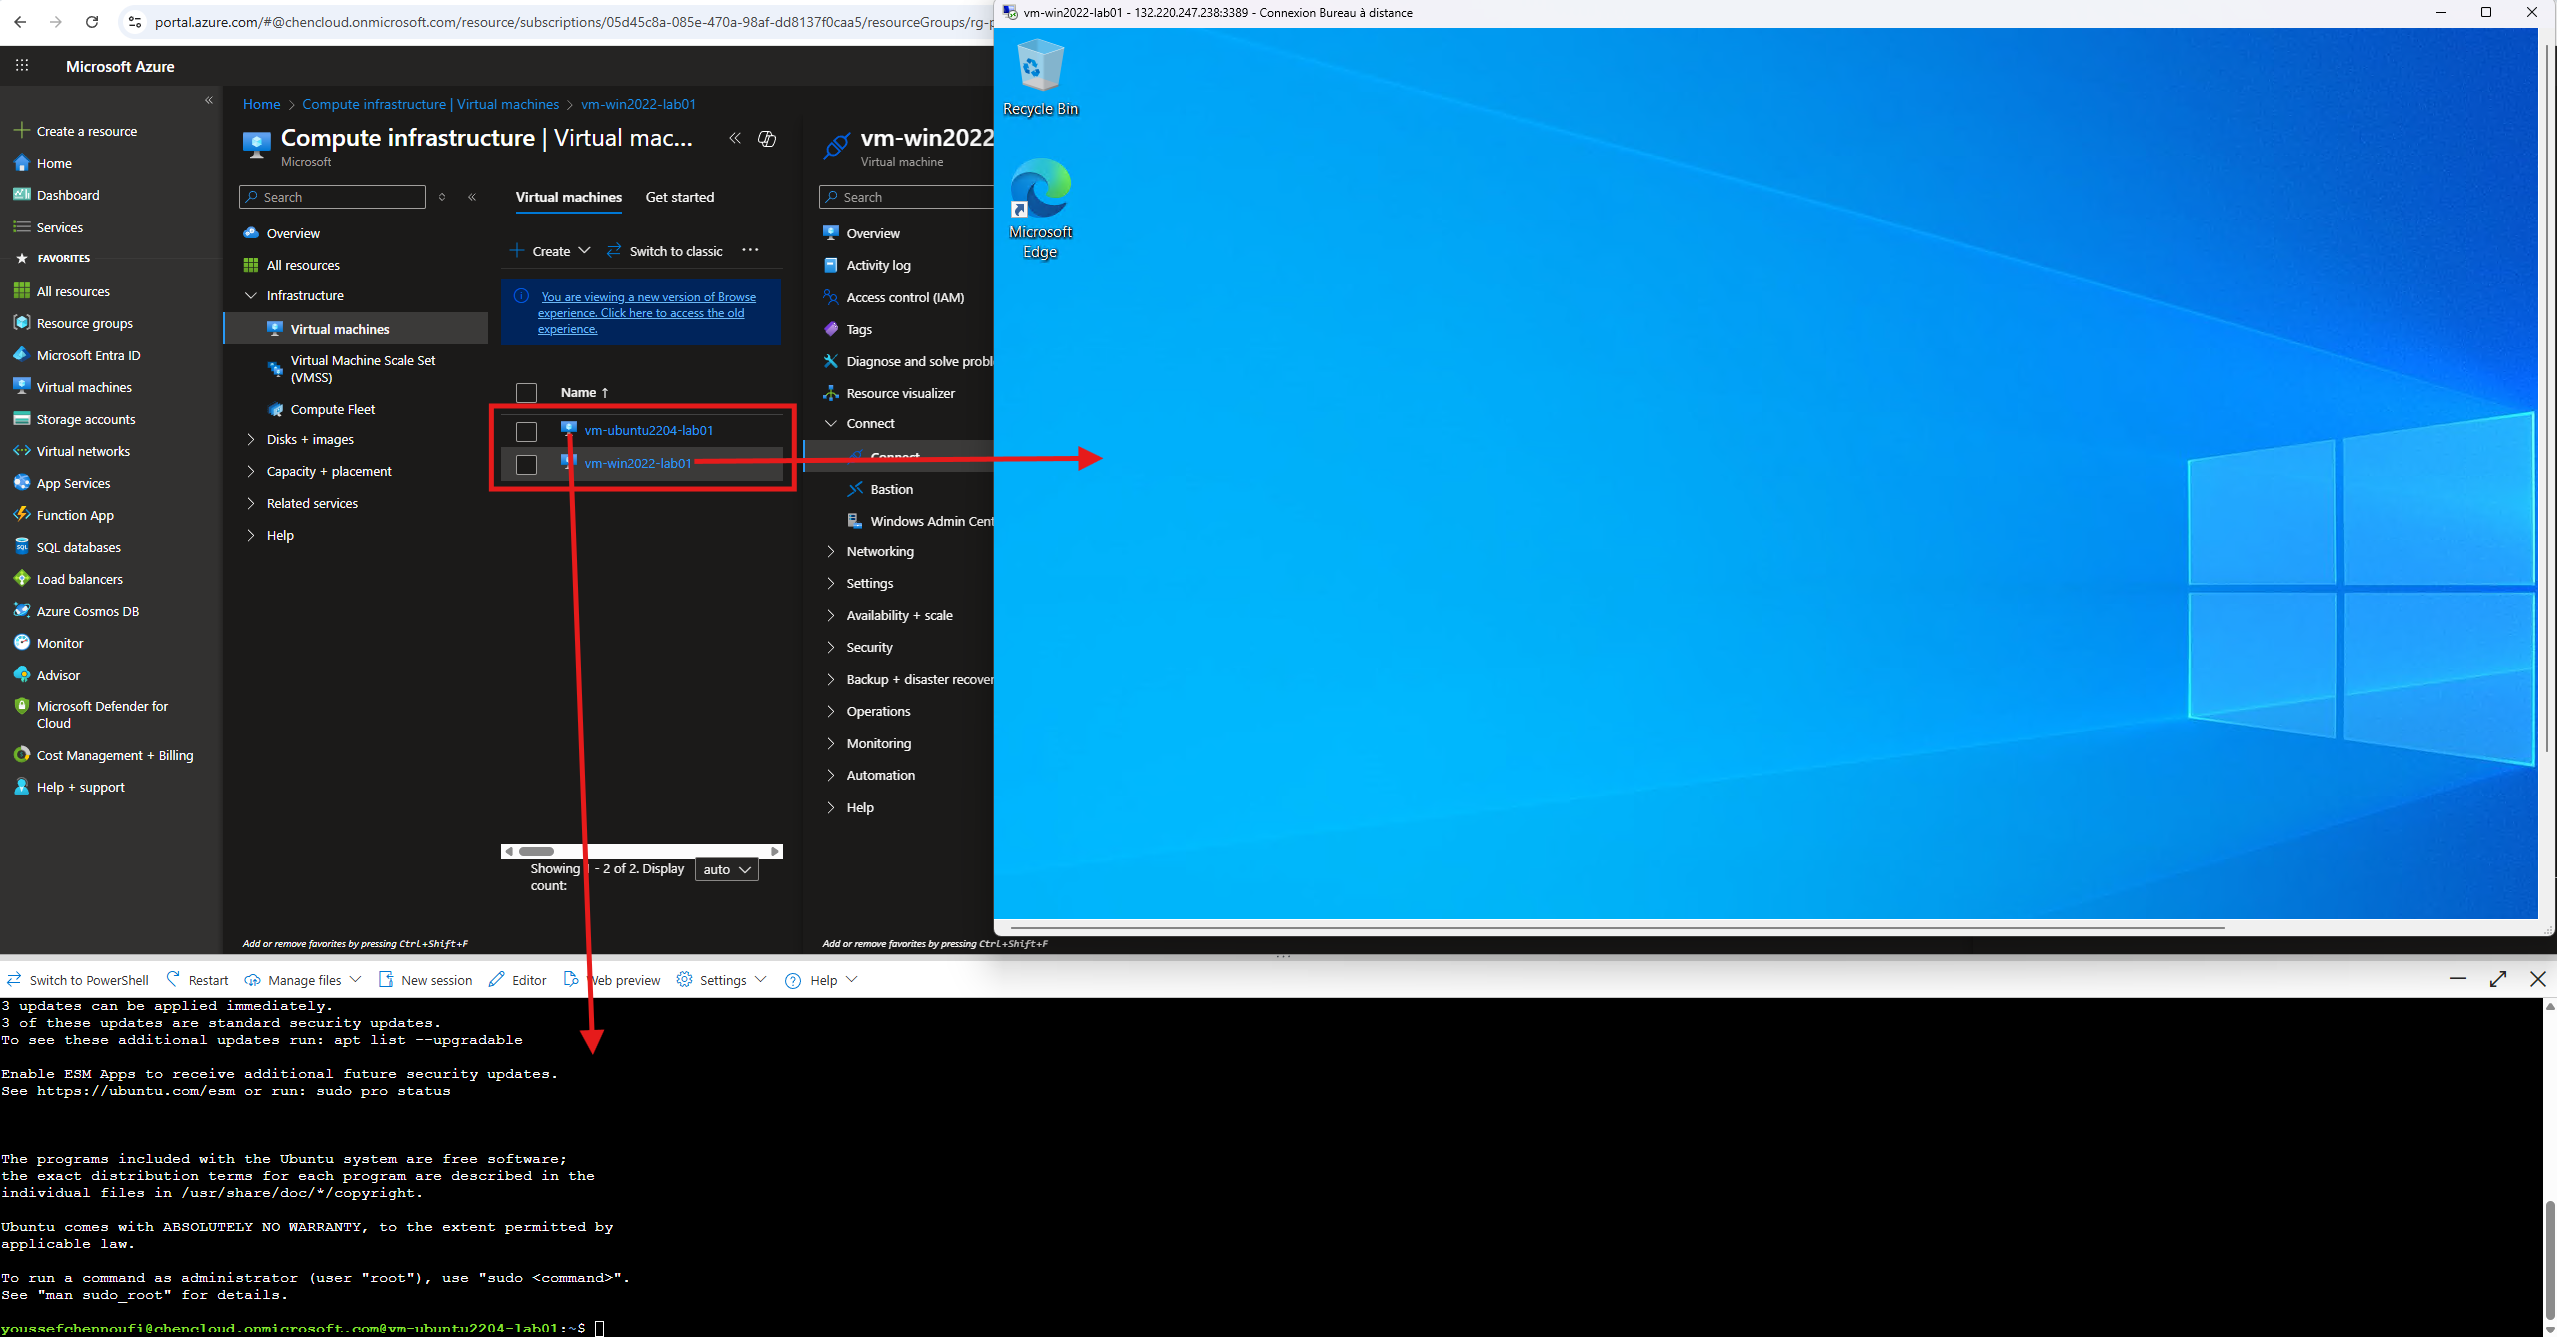 portal.azure.com/#@chencloud.onmicrosoft.com/resource/subscriptions/05d45c8a-085e-470a-98af-dd8137f0caa5/resourceGroups/rg-p
Microsoft Azure
Create a resource
Home
Dashboard
Services
FAVORITES
All resources
Resource groups
Microsoft Entra ID
Virtual machines
Storage accounts
Virtual networks
App Services
Function App
SQL databases
Load balancers
Azure Cosmos DB
Monitor
Advisor
Microsoft Defender for
Cloud
Cost Management + Billing
Help + support
Home > Compute infrastructure | Virtual machines > vm-win2022-lab01
Compute infrastructure | Virtual mac...
Microsoft
Search
Overview
All resources
Infrastructure
Virtual machines
Virtual Machine Scale Set
(VMSS)
Compute Fleet
Disks + images
Capacity + placement
Related services
Help
Add or remove favorites by pressing Ctrl+Shift+F
Virtual machines Get started
Create Switch to classic ...
You are viewing a new version of Browse
experience. Click here to access the old
experience.
Name ↑
vm-ubuntu2204-lab01
vm-win2022-lab01
Showing 1 - 2 of 2. Display
count:
auto
vm-win2022
Virtual machine
Search
Overview
Activity log
Access control (IAM)
Tags
Diagnose and solve probl
Resource visualizer
Connect
Connect
Bastion
Windows Admin Cent
Networking
Settings
Availability + scale
Security
Backup + disaster recover
Operations
Monitoring
Automation
Help
Add or remove favorites by pressing Ctrl+Shift+F
vm-win2022-lab01 - 132.220.247.238:3389 - Connexion Bureau à distance
Recycle Bin
Microsoft
Edge
Switch to PowerShell Restart Manage files New session Editor Web preview Settings Help
3 updates can be applied immediately.
3 of these updates are standard security updates.
To see these additional updates run: apt list --upgradable
Enable ESM Apps to receive additional future security updates.
See https://ubuntu.com/esm or run: sudo pro status
The programs included with the Ubuntu system are free software;
the exact distribution terms for each program are described in the
individual files in /usr/share/doc/*/copyright.
Ubuntu comes with ABSOLUTELY NO WARRANTY, to the extent permitted by
applicable law.
To run a command as administrator (user "root"), use "sudo <command>".
See "man sudo_root" for details.
youssefchennoufi@chencloud.onmicrosoft.com@vm-ubuntu2204-lab01:~$